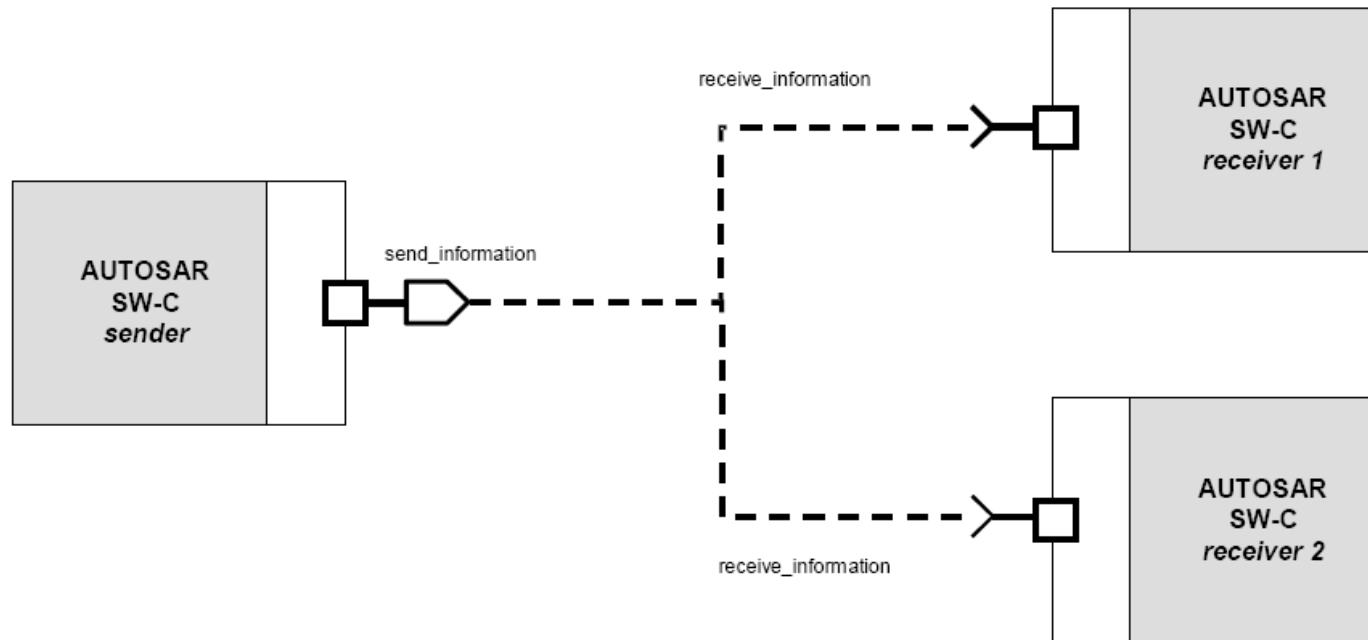 receive_information
AUTOSAR
SW-C
receiver 1
send_information
AUTOSAR
SW-C
sender
AUTOSAR
SW-C
receiver 2
receive_information